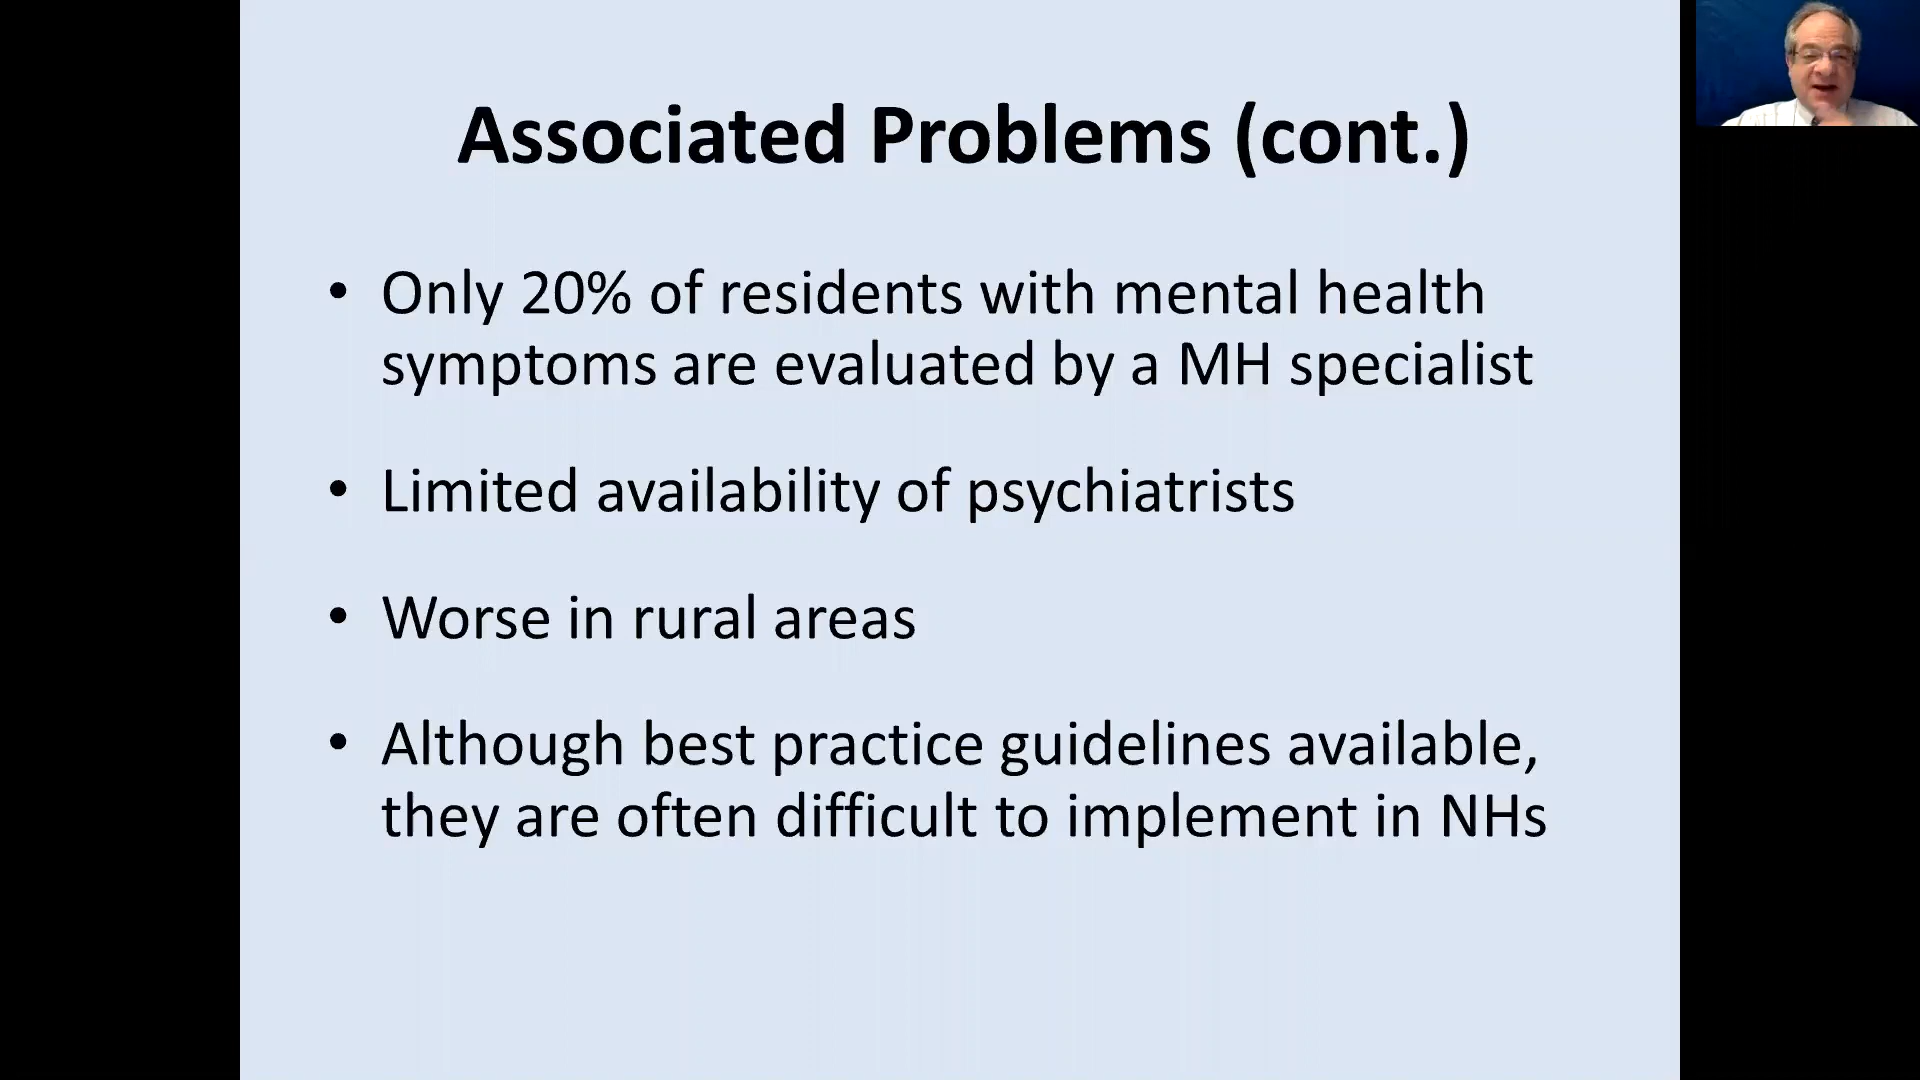 Associated Problems (cont.)
• Only 20% of residents with mental health
symptoms are evaluated by a MH specialist
• Limited availability of psychiatrists
• Worse in rural areas
• Although best practice guidelines available,
they are often difficult to implement in NHs